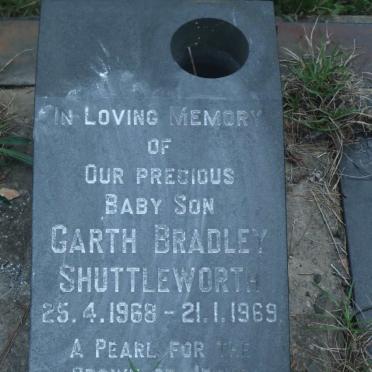 In Loving Memory
of
Our precious
Baby Son
Garth Bradley
Shuttleworth
25.4.1968 - 21.1.1969
A Pearl for the